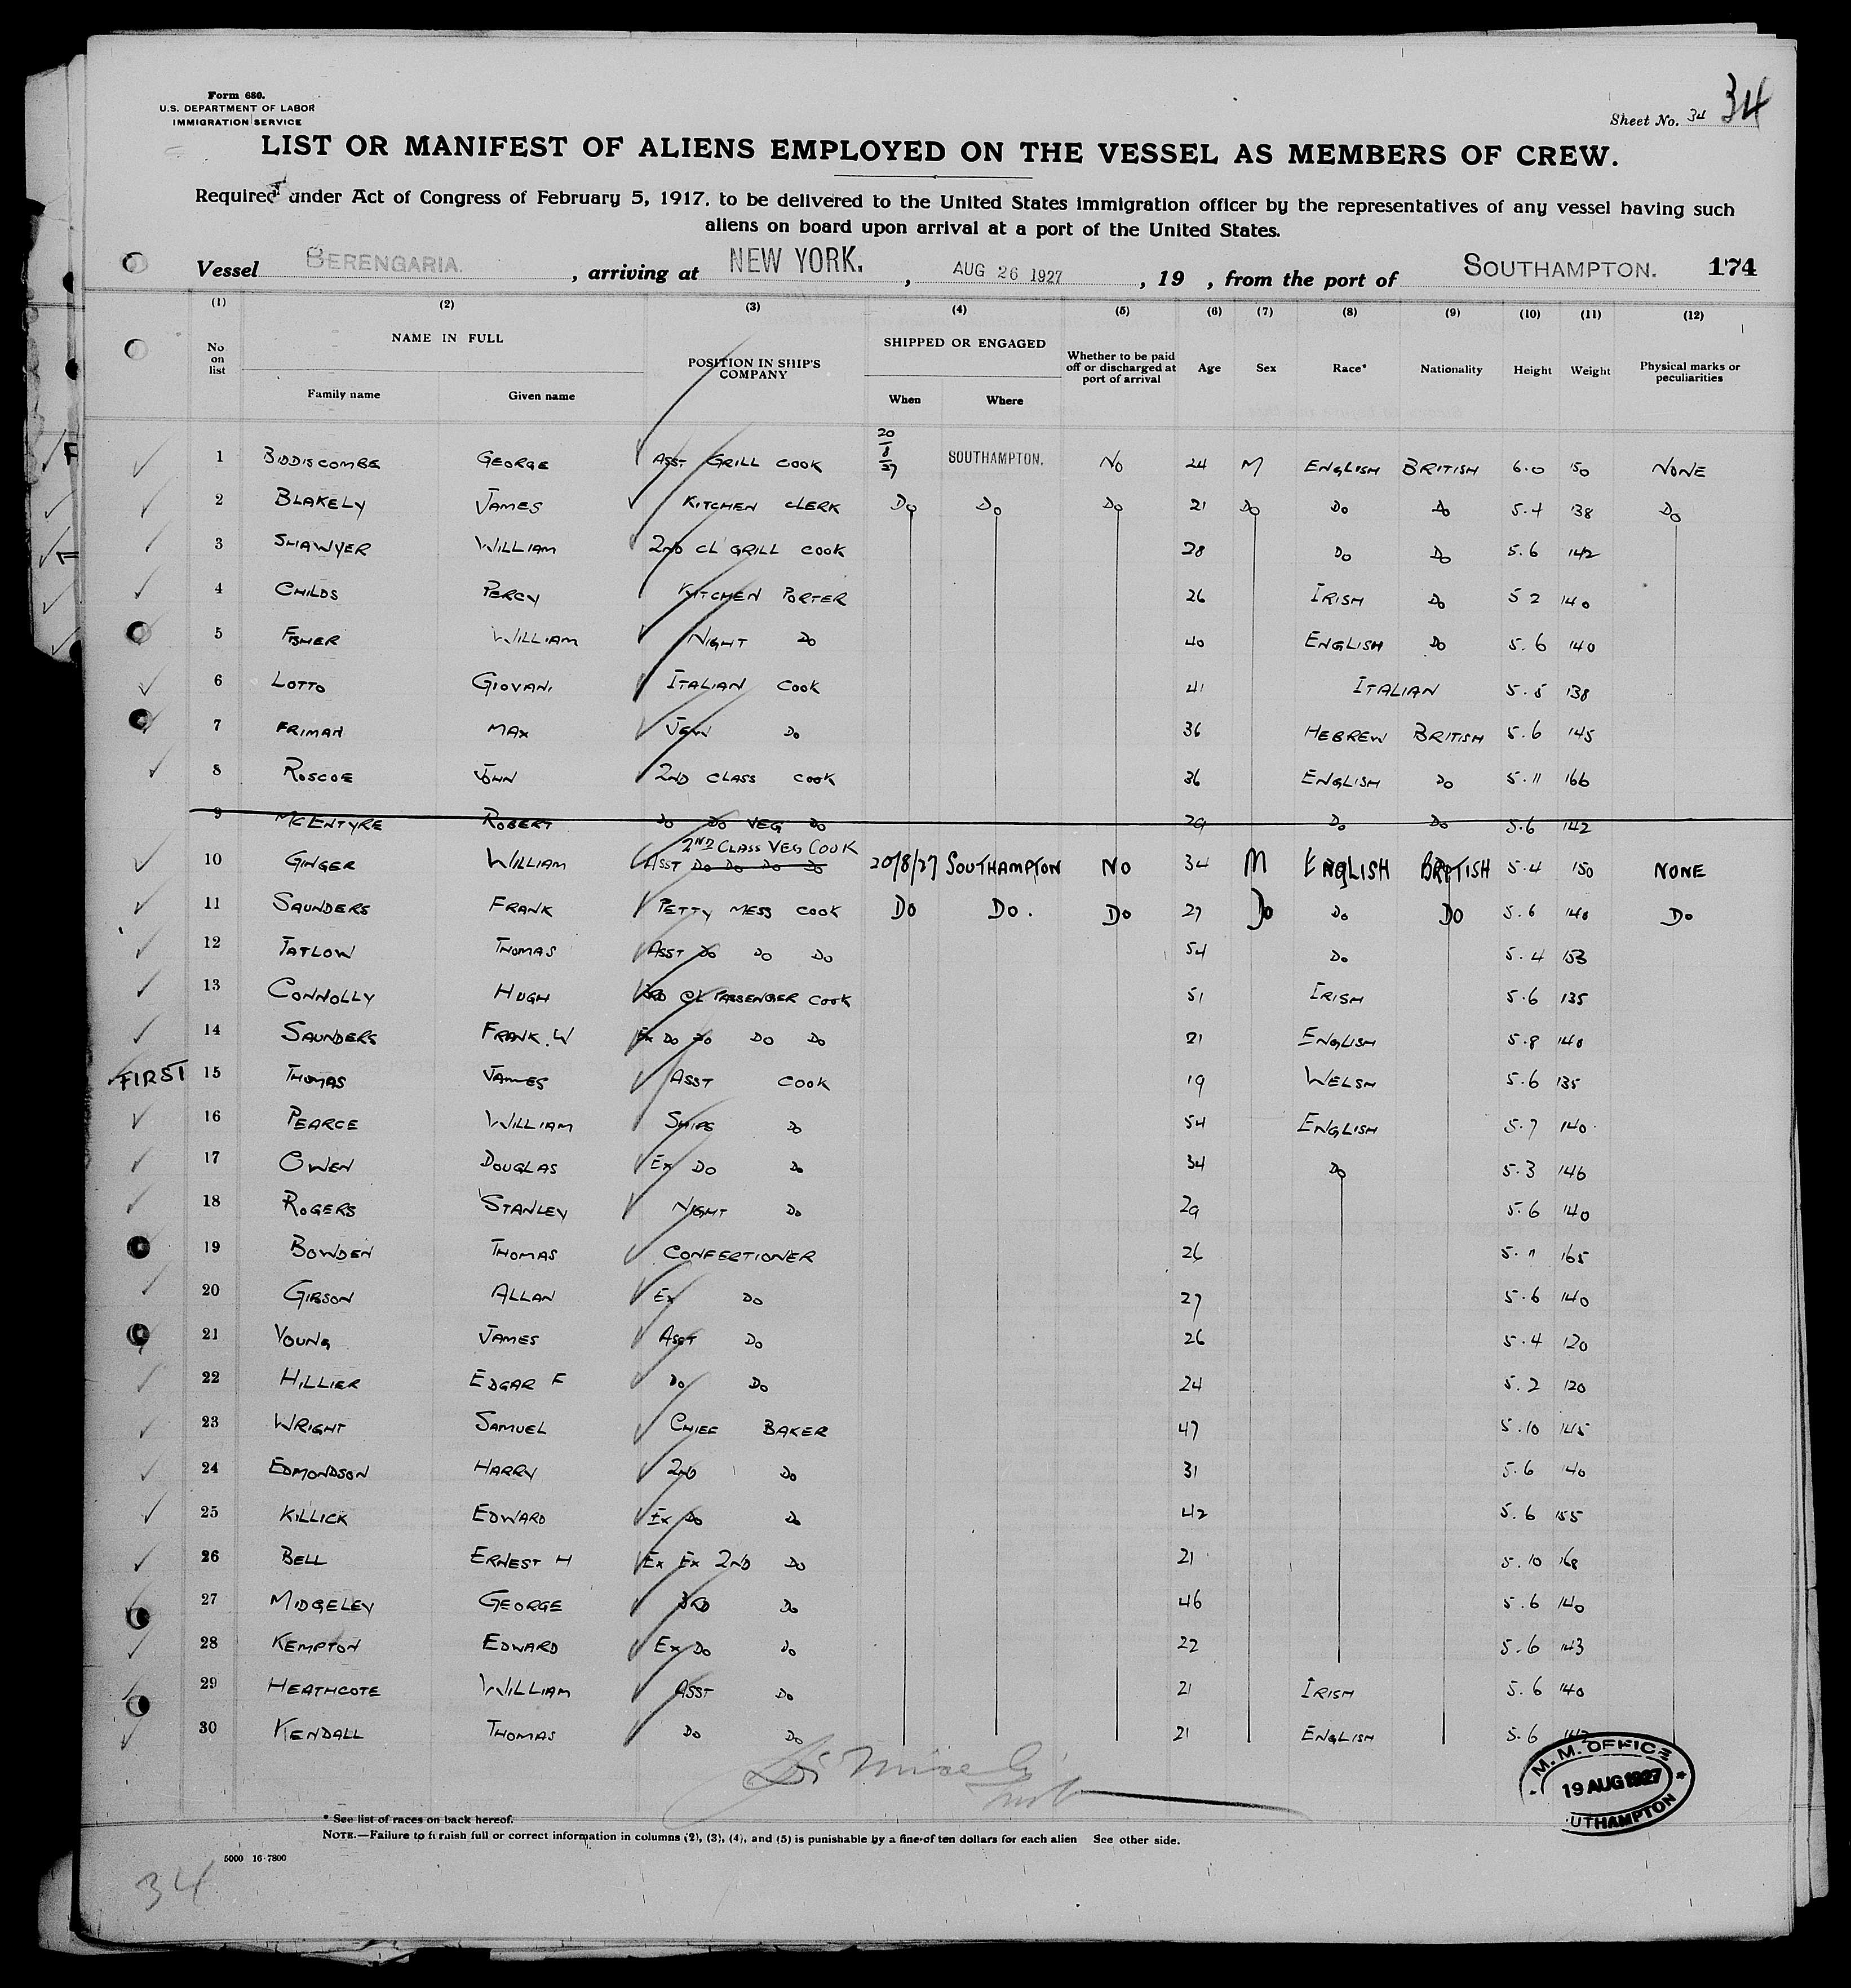 Form 680.
U.S. DEPARTMENT OF LABOR
IMMIGRATION SERVICE
Sheet No. 34 34
LIST OR MANIFEST OF ALIENS EMPLOYED ON THE VESSEL AS MEMBERS OF CREW.
Required under Act of Congress of February 5, 1917, to be delivered to the United States immigration officer by the representatives of any vessel having such
aliens on board upon arrival at a port of the United States.
Vessel BERENGARIA. , arriving at NEW YORK. , AUG 26 1927 , 19 , from the port of SOUTHAMPTON. 174
(1) (2) (3) (4) (5) (6) (7) (8) (9) (10) (11) (12)
No on list NAME IN FULL Family name Given name POSITION IN SHIP'S COMPANY SHIPPED OR ENGAGED When Where Whether to be paid off or discharged at port of arrival Age Sex Race* Nationality Height Weight Physical marks or peculiarities
1 BIDDISCOMBE GEORGE ASST GRILL COOK 20/8/27 SOUTHAMPTON. NO 24 M ENGLISH BRITISH 6.0 150 NONE
2 BLAKELY JAMES KITCHEN CLERK DO DO DO 21 DO DO DO 5.4 138 DO
3 SHAWYER WILLIAM 2ND CL GRILL COOK 28 DO DO 5.6 142
4 CHILDS PERCY KITCHEN PORTER 26 IRISH DO 5 2 140
5 FISHER WILLIAM NIGHT DO 40 ENGLISH DO 5.6 140
6 LOTTO GIOVANI ITALIAN COOK 41 ITALIAN 5.5 138
7 FRIMAN MAX JEW DO 36 HEBREW BRITISH 5.6 145
8 ROSCOE JOHN 2ND CLASS COOK 36 ENGLISH DO 5.11 166
9 MCENTYRE ROBERT DO DO VEG DO 29 DO DO 5.6 142
2ND CLASS VEG COOK
10 GINGER WILLIAM ASST DO DO DO DO 20/8/27 SOUTHAMPTON NO 34 M ENGLISH BRITISH 5.4 150 NONE
11 SAUNDERS FRANK PETTY MESS COOK DO DO. DO 27 DO DO DO 5.6 140 DO
12 TATLOW THOMAS ASST DO DO DO 54 DO 5.4 153
13 CONNOLLY HUGH 3RD CL PASSENGER COOK 51 IRISH 5.6 135
14 SAUNDERS FRANK.W EX DO DO DO DO 21 ENGLISH 5.8 140
FIRST 15 THOMAS JAMES ASST COOK 19 WELSH 5.6 135
16 PEARCE WILLIAM SHIPS DO 54 ENGLISH 5.7 140
17 OWEN DOUGLAS EX DO DO 34 DO 5.3 146
18 ROGERS STANLEY NIGHT DO 29 5.6 140
19 BOWDEN THOMAS CONFECTIONER 26 5.11 165
20 GIBSON ALLAN EX DO 27 5.6 140
21 YOUNG JAMES ASST DO 26 5.4 120
22 HILLIER EDGAR F DO DO 24 5.2 120
23 WRIGHT SAMUEL CHIEF BAKER 47 5.10 145
24 EDMONDSON HARRY 2ND DO 31 5.6 140
25 KILLICK EDWARD EX DO DO 42 5.6 155
26 BELL ERNEST H EX EX 2ND DO 21 5.10 168
27 MIDGELEY GEORGE 3RD DO 46 5.6 140
28 KEMPTON EDWARD EX DO DO 22 5.6 143
29 HEATHCOTE WILLIAM ASST DO 21 IRISH 5.6 140
30 KENDALL THOMAS DO DO 21 ENGLISH 5.6
M.M. OFFICE
19 AUG 1927
UTHAMPTON
* See list of races on back hereof.
NOTE.—Failure to furnish full or correct information in columns (2), (3), (4), and (5) is punishable by a fine of ten dollars for each alien See other side.
5000 16-7800
34